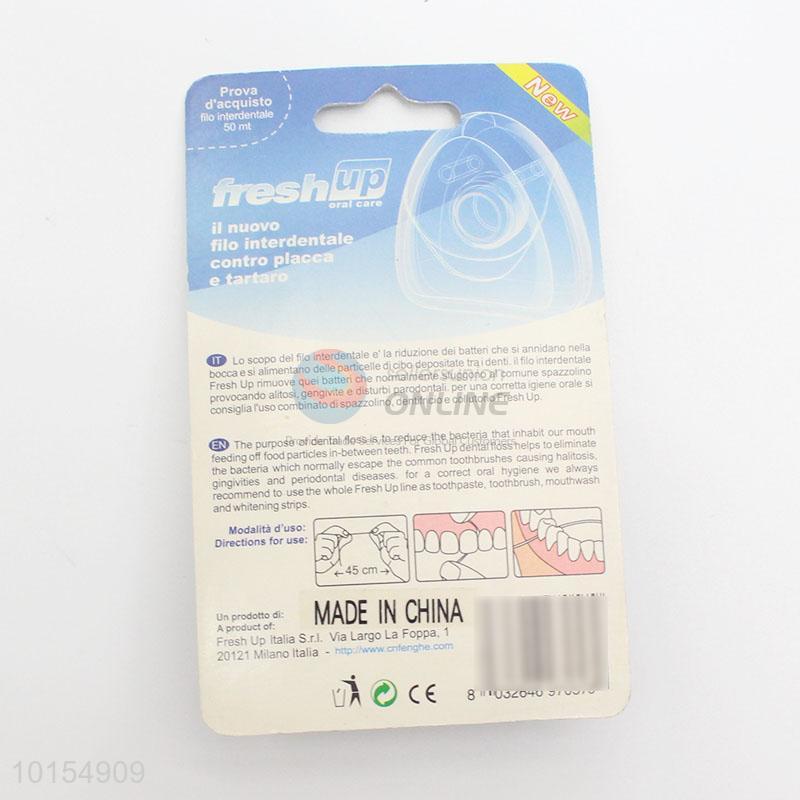 Prova
d'acquisto
filo interdentale
50 mt
New
fresh up
oral care
il nuovo
filo interdentale
contro placca
e tartaro
IT Lo scopo del filo interdentale e' la riduzione dei batteri che si annidano nella
bocca e si alimentano delle particelle di cibo depositate tra i denti. il filo interdentale
Fresh Up rimuove que batteri che normalmente sfuggono al comune spazzolino
provocando alitosi, gengivite e disturbi parodontali. per una corretta igiene orale si
consiglia l'uso combinato di spazzolino, dentifricio e collutorio Fresh Up.
ONLINE
EN The purpose of dental floss is to reduce the bacteria that inhabit our mouth
feeding off food particles in-between teeth. Fresh Up dental floss helps to eliminate
the bacteria which normally escape the common toothbrushes causing halitosis,
gingivities and periodontal diseases. for a correct oral hygiene we always
recommend to use the whole Fresh Up line as toothpaste, toothbrush, mouthwash
and whitening strips.
Modalità d'uso:
Directions for use:
45 cm
Un prodotto di:
A product of:
MADE IN CHINA
Fresh Up Italia S.r.l. Via Largo La Foppa, 1
20121 Milano Italia - http://www.cnfenghe.com
CE
8 032646 970575
10154909